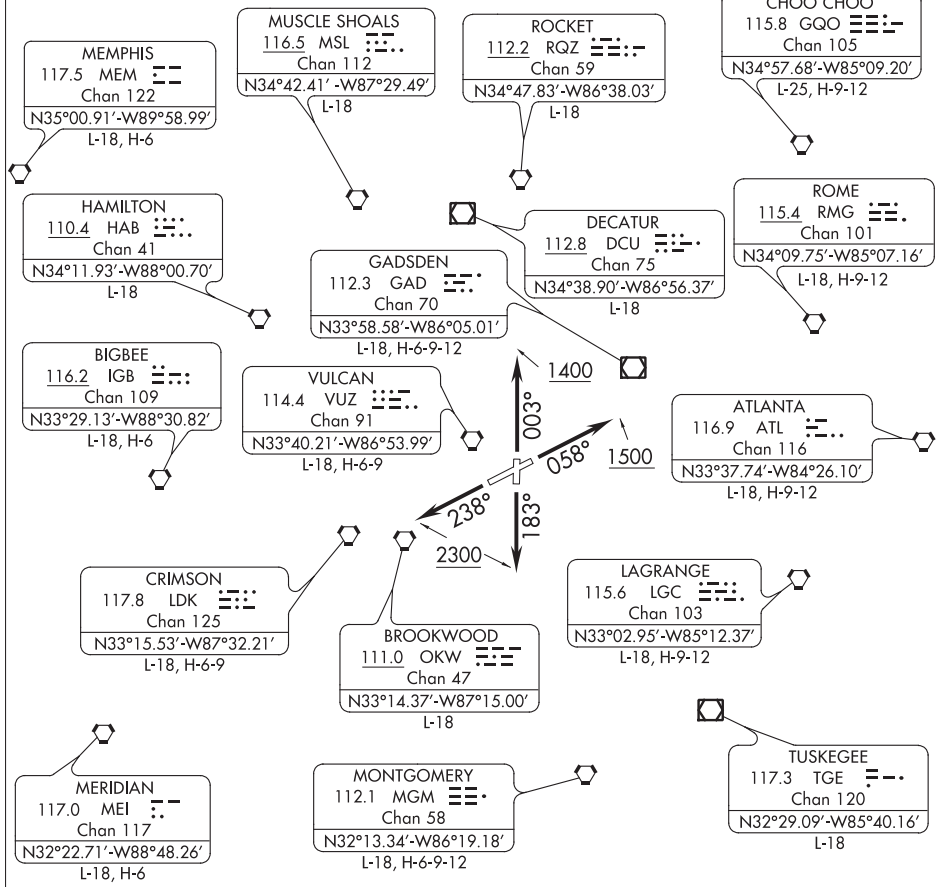 CHOO CHOO
115.8 GQO
Chan 105
N34°57.68′-W85°09.20′
L-25, H-9-12
MUSCLE SHOALS
116.5 MSL
Chan 112
N34°42.41′ -W87°29.49′
L-18
ROCKET
112.2 RQZ
Chan 59
N34°47.83′-W86°38.03′
L-18
MEMPHIS
117.5 MEM
Chan 122
N35°00.91′-W89°58.99′
L-18, H-6
HAMILTON
110.4 HAB
Chan 41
N34°11.93′-W88°00.70′
L-18
DECATUR
112.8 DCU
Chan 75
N34°38.90′-W86°56.37′
L-18
ROME
115.4 RMG
Chan 101
N34°09.75′-W85°07.16′
L-18, H-9-12
GADSDEN
112.3 GAD
Chan 70
N33°58.58′-W86°05.01′
L-18, H-6-9-12
BIGBEE
116.2 IGB
Chan 109
N33°29.13′-W88°30.82′
L-18, H-6
VULCAN
114.4 VUZ
Chan 91
N33°40.21′-W86°53.99′
L-18, H-6-9
1400
003°
058°
1500
238°
183°
2300
ATLANTA
116.9 ATL
Chan 116
N33°37.74′-W84°26.10′
L-18, H-9-12
CRIMSON
117.8 LDK
Chan 125
N33°15.53′-W87°32.21′
L-18, H-6-9
BROOKWOOD
111.0 OKW
Chan 47
N33°14.37′-W87°15.00′
L-18
LAGRANGE
115.6 LGC
Chan 103
N33°02.95′-W85°12.37′
L-18, H-9-12
MERIDIAN
117.0 MEI
Chan 117
N32°22.71′-W88°48.26′
L-18, H-6
MONTGOMERY
112.1 MGM
Chan 58
N32°13.34′-W86°19.18′
L-18, H-6-9-12
TUSKEGEE
117.3 TGE
Chan 120
N32°29.09′-W85°40.16′
L-18